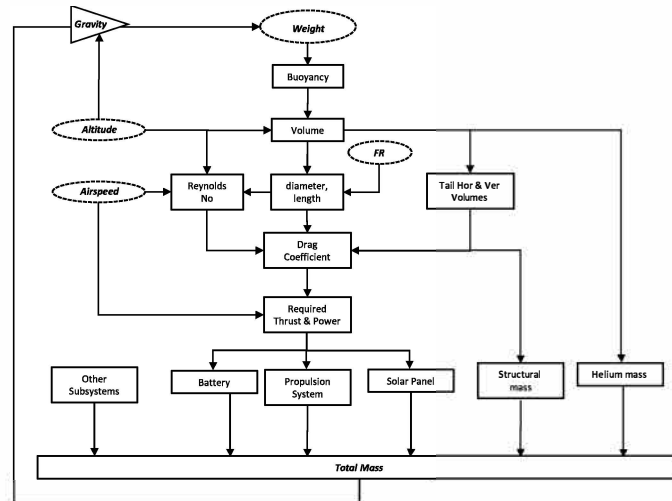 Gravity
Weight
Buoyancy
Altitude
Volume
FR
Airspeed
Reynolds
No
diameter,
length
Tail Hor & Ver
Volumes
Drag
Coefficient
Required
Thrust & Power
Other
Subsystems
Battery
Propulsion
System
Solar Panel
Structural
mass
Helium mass
Total Mass